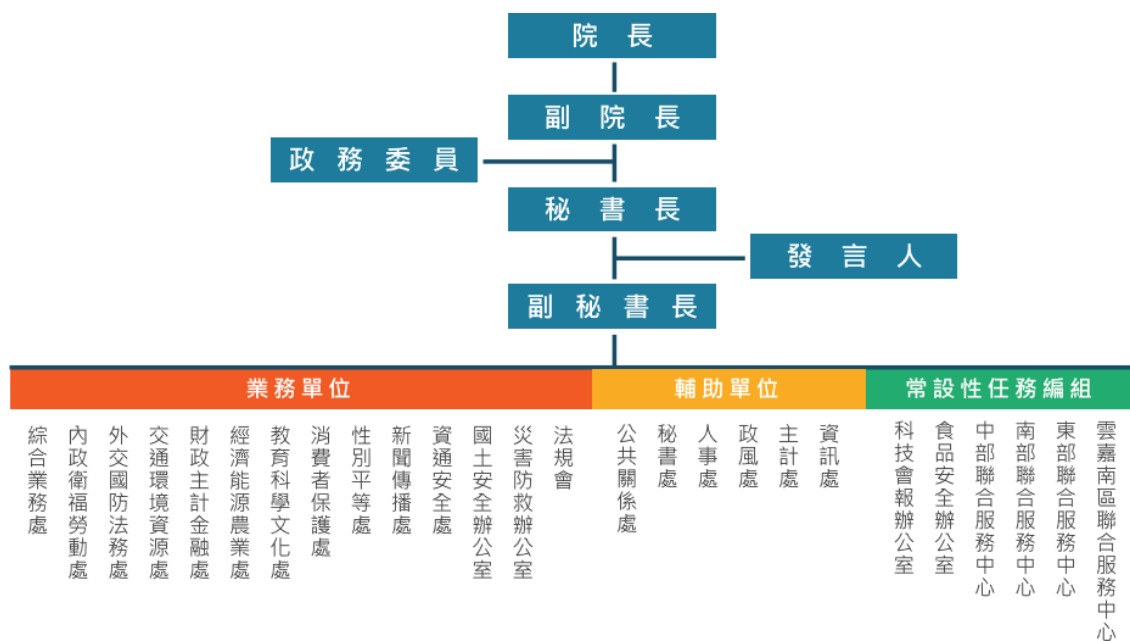 院長
副院長
政務委員
秘書長
發言人
副秘書長
業務單位
輔助單位
常設性任務編組
綜合業務處
內政衛福勞動處
外交國防法務處
交通環境資源處
財政主計金融處
經濟能源農業處
教育科學文化處
消費者保護處
性別平等處
新聞傳播處
資通安全處
國土安全辦公室
災害防救辦公室
法規會
公共關係處
秘書處
人事處
政風處
主計處
資訊處
科技會報辦公室
食品安全辦公室
中部聯合服務中心
南部聯合服務中心
東部聯合服務中心
雲嘉南區聯合服務中心